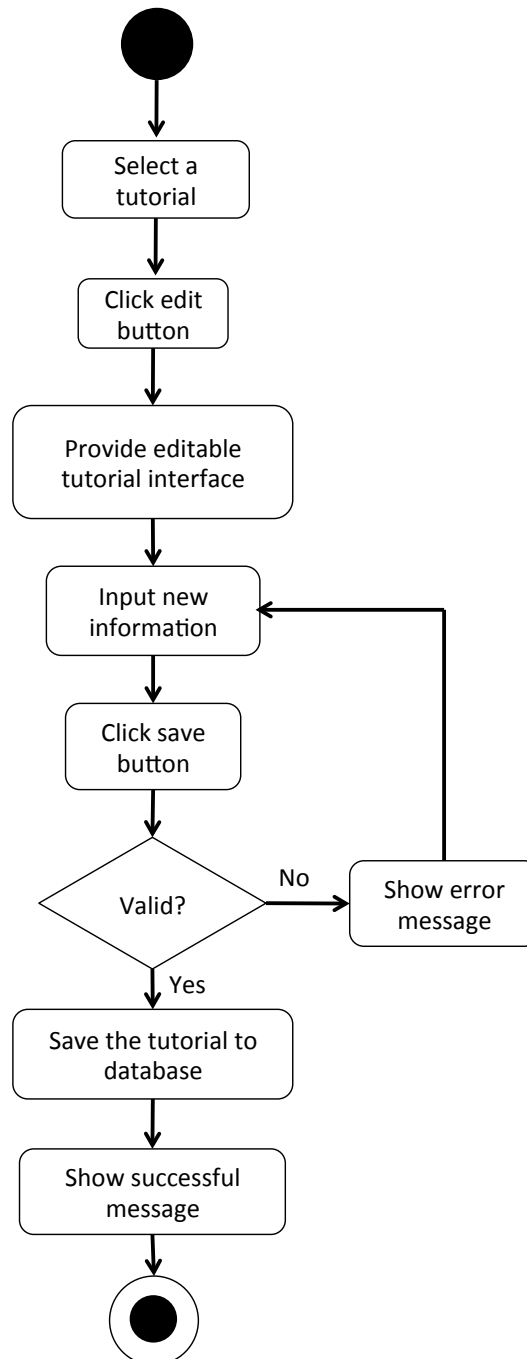 Select a
tutorial
Click edit
button
Provide editable
tutorial interface
Input new
information
Click save
button
Valid?
No
Show error
message
Yes
Save the tutorial to
database
Show successful
message